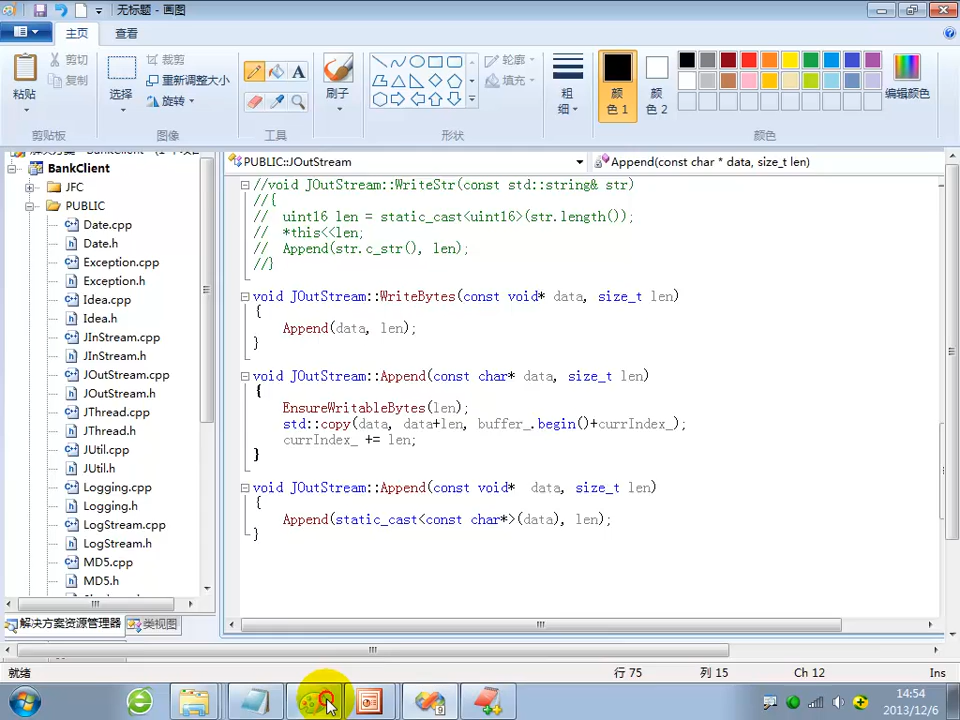 无标题 - 画图
主页
查看
粘贴
剪切
复制
剪贴板
选择
裁剪
重新调整大小
旋转
图像
A
工具
刷子
轮廓
填充
形状
粗
细
颜
色 1
颜
色 2
编辑颜色
颜色
BankClient
JFC
PUBLIC
Date.cpp
Date.h
Exception.cpp
Exception.h
Idea.cpp
Idea.h
JInStream.cpp
JInStream.h
JOutStream.cpp
JOutStream.h
JThread.cpp
JThread.h
JUtil.cpp
JUtil.h
Logging.cpp
Logging.h
LogStream.cpp
LogStream.h
MD5.cpp
MD5.h
解决方案资源管理器
类视图
PUBLIC::JOutStream
Append(const char * data, size_t len)
//void JOutStream::WriteStr(const std::string& str)
//{
//  uint16 len = static_cast<uint16>(str.length());
//  *this<<len;
//  Append(str.c_str(), len);
//}
void JOutStream::WriteBytes(const void* data, size_t len)
{
    Append(data, len);
}
void JOutStream::Append(const char* data, size_t len)
{
    EnsureWritableBytes(len);
    std::copy(data, data+len, buffer_.begin()+currIndex_);
    currIndex_ += len;
}
void JOutStream::Append(const void*  data, size_t len)
{
    Append(static_cast<const char*>(data), len);
}
就绪
行 75
列 15
Ch 12
Ins
14:54
2013/12/6